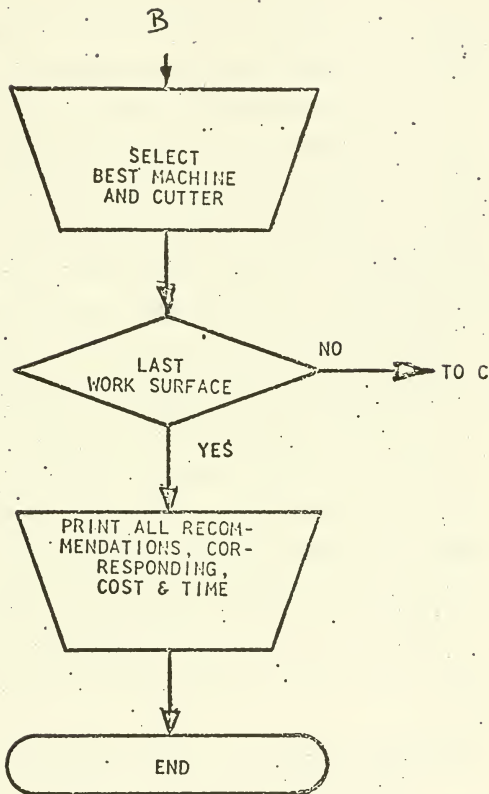 B
SELECT
BEST MACHINE
AND CUTTER
LAST
WORK SURFACE
NO
TO C
YES
PRINT ALL RECOM-
MENDATIONS, COR-
RESPONDING,
COST & TIME
END